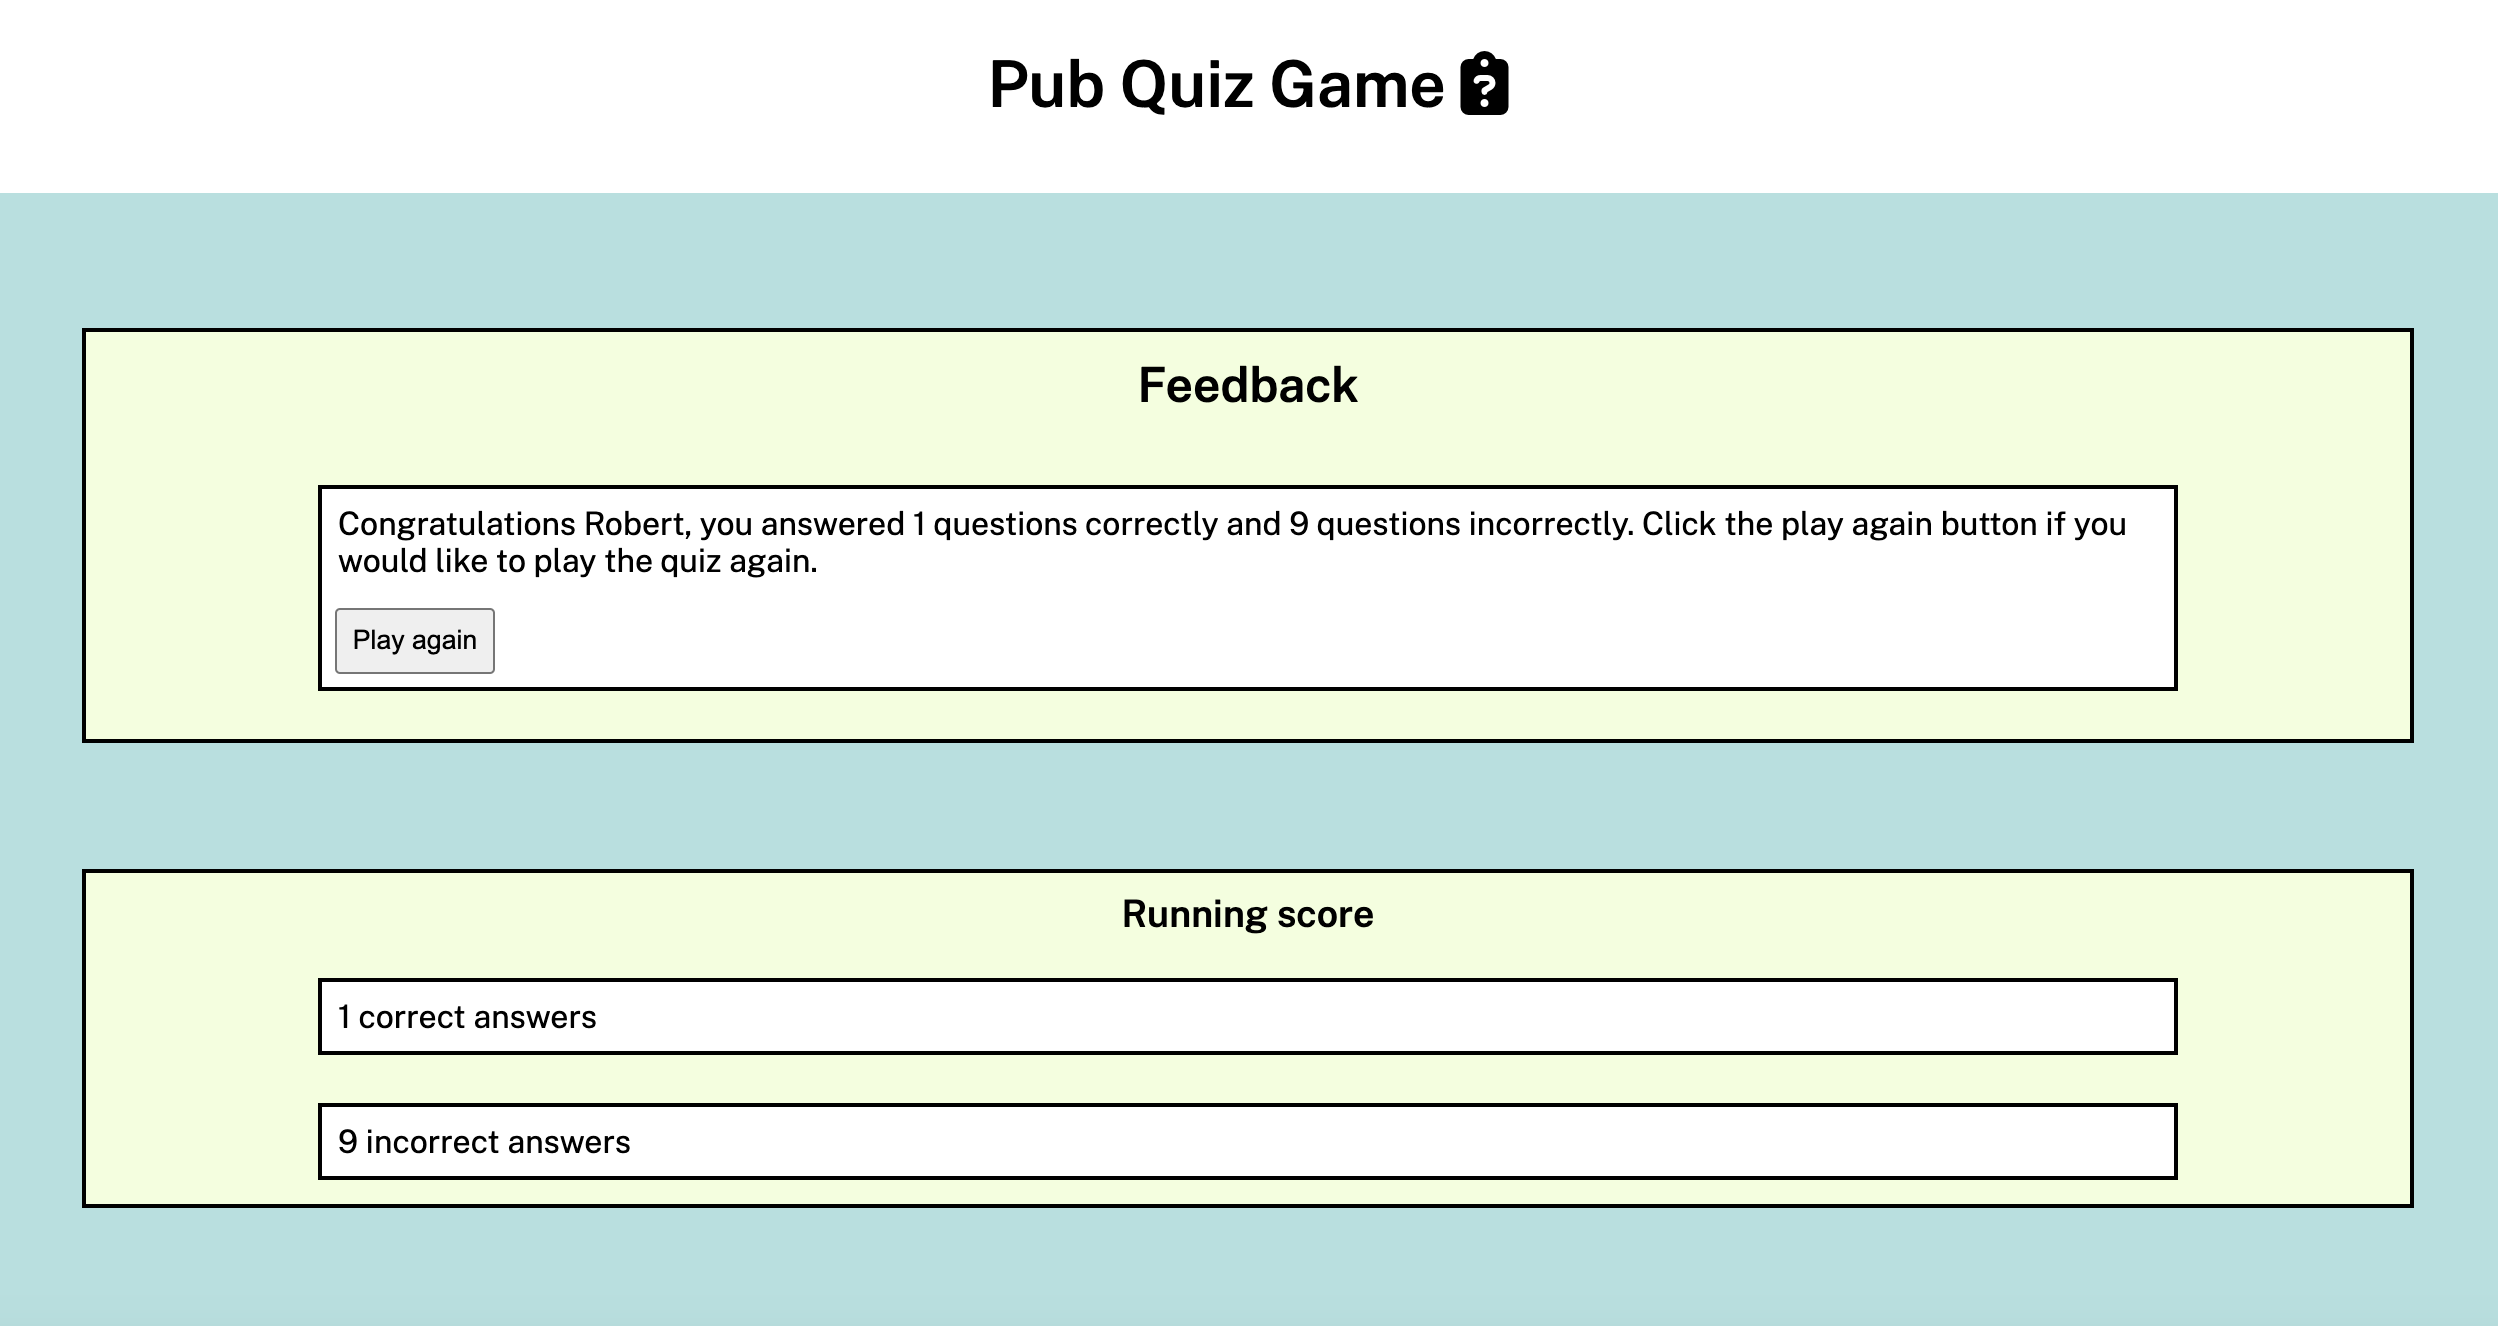 Pub Quiz Game
Feedback
Congratulations Robert, you answered 1 questions correctly and 9 questions incorrectly. Click the play again button if you
would like to play the quiz again.
Play again
Running score
1 correct answers
9 incorrect answers